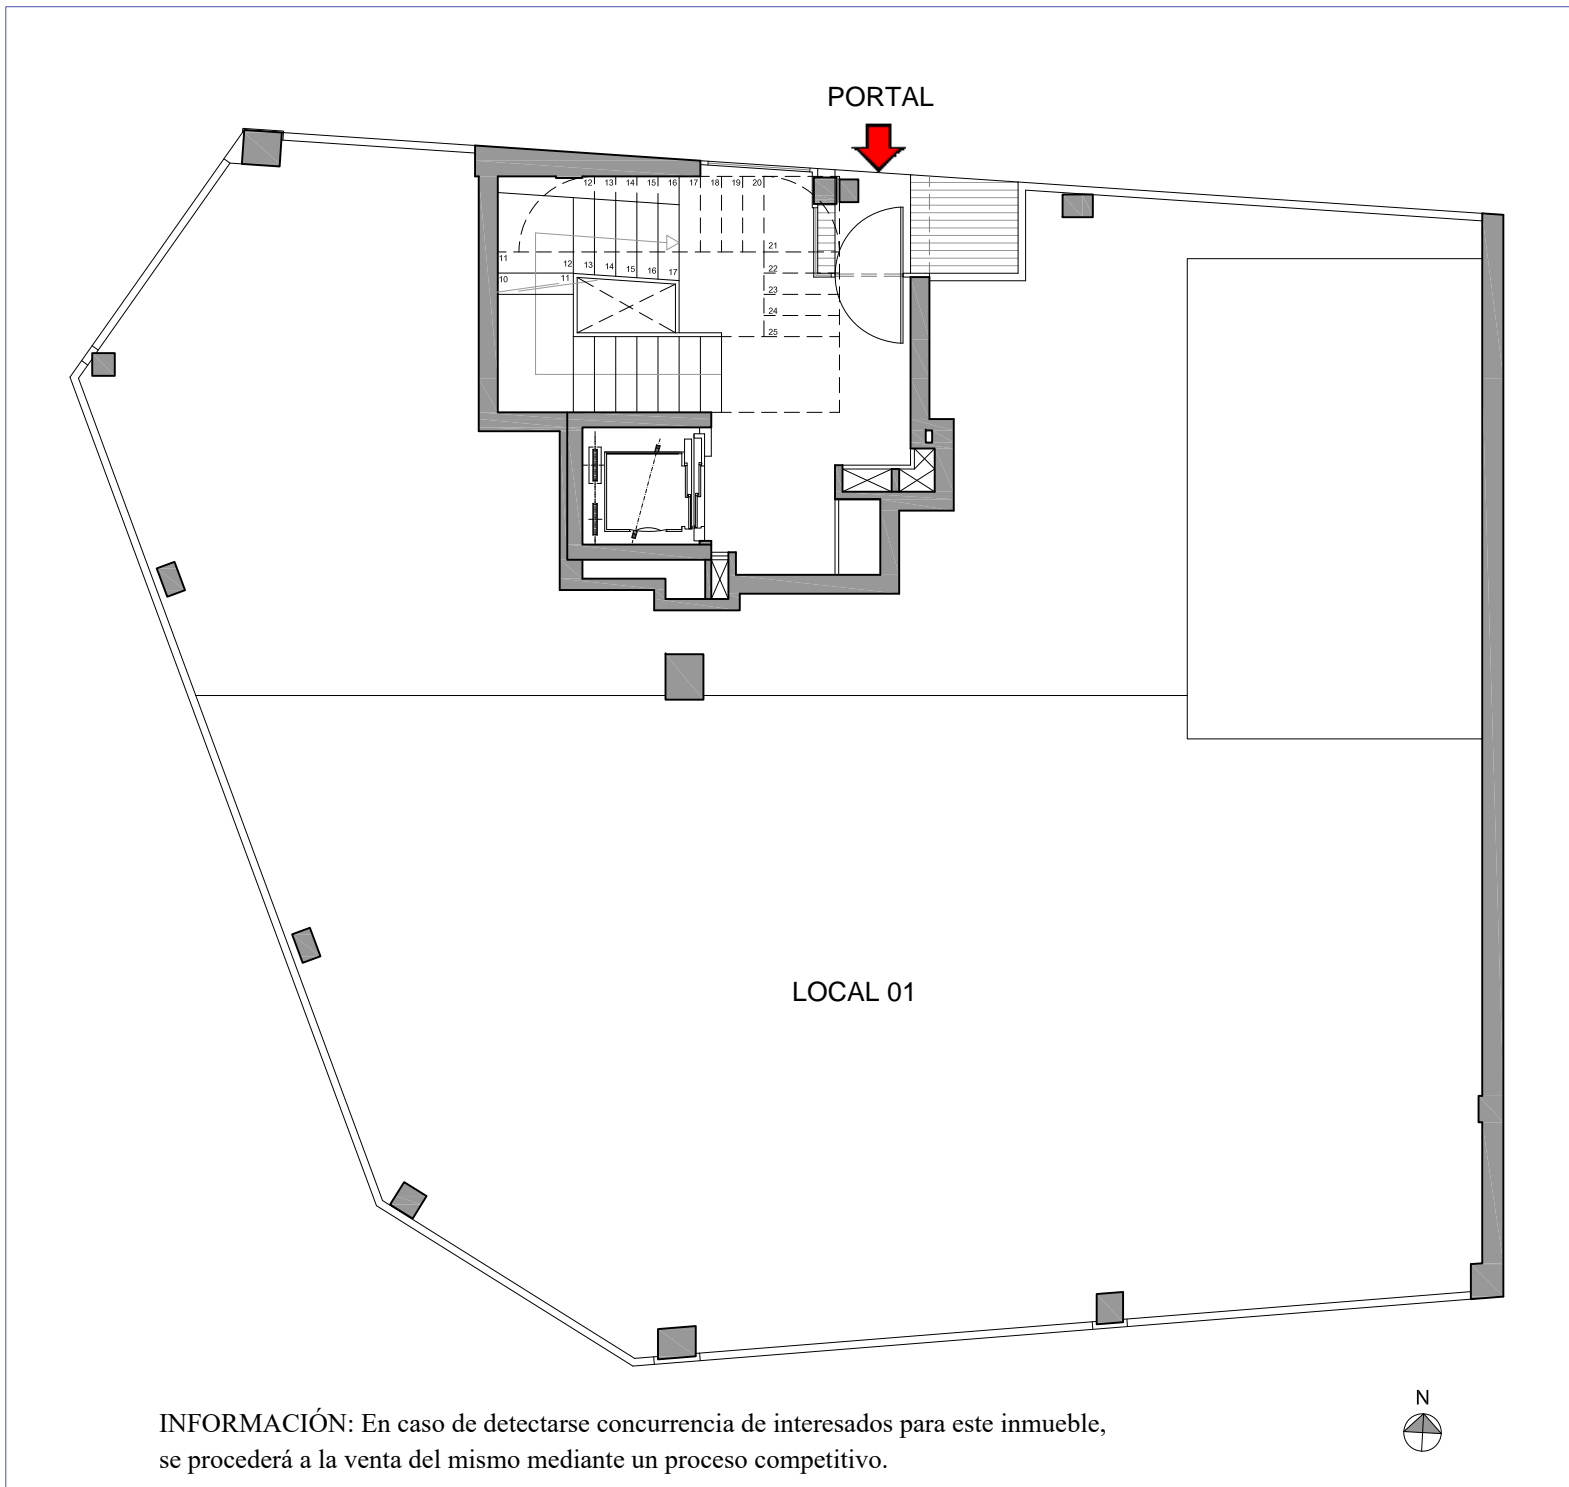 PORTAL
12 13 14 15 16 17 18 19 20
21
11 12 13 14 15 16 17 22
10 11 23
24
25
LOCAL 01
N
INFORMACIÓN: En caso de detectarse concurrencia de interesados para este inmueble,
se procederá a la venta del mismo mediante un proceso competitivo.